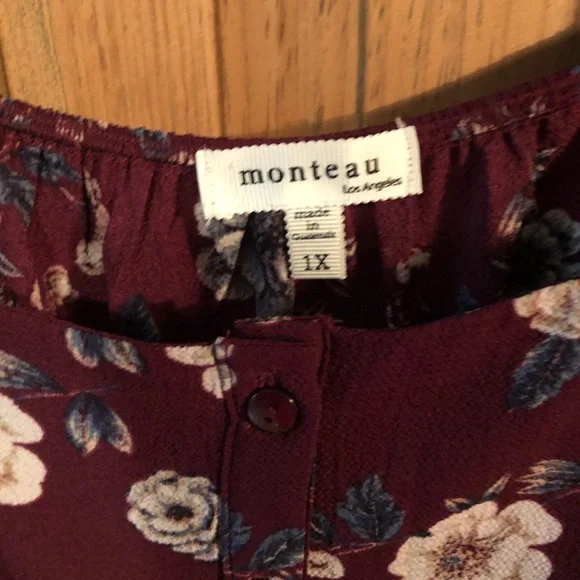 monteau
Los Angeles
made
in
Guatemala
1X